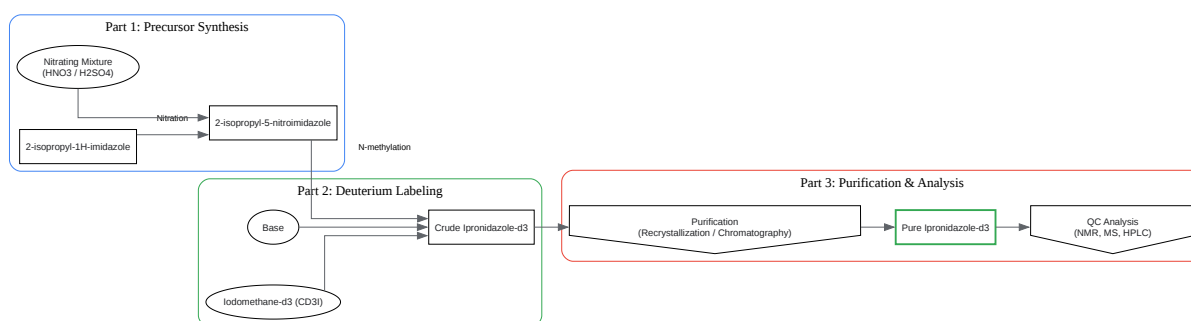 Part 1: Precursor Synthesis
Nitrating Mixture
(HNO3 / H2SO4)
Nitration
2-isopropyl-5-nitroimidazole
2-isopropyl-1H-imidazole
N-methylation
Part 2: Deuterium Labeling
Base
Crude Ipronidazole-d3
Iodomethane-d3 (CD3I)
Part 3: Purification & Analysis
Purification
(Recrystallization / Chromatography)
Pure Ipronidazole-d3
QC Analysis
(NMR, MS, HPLC)